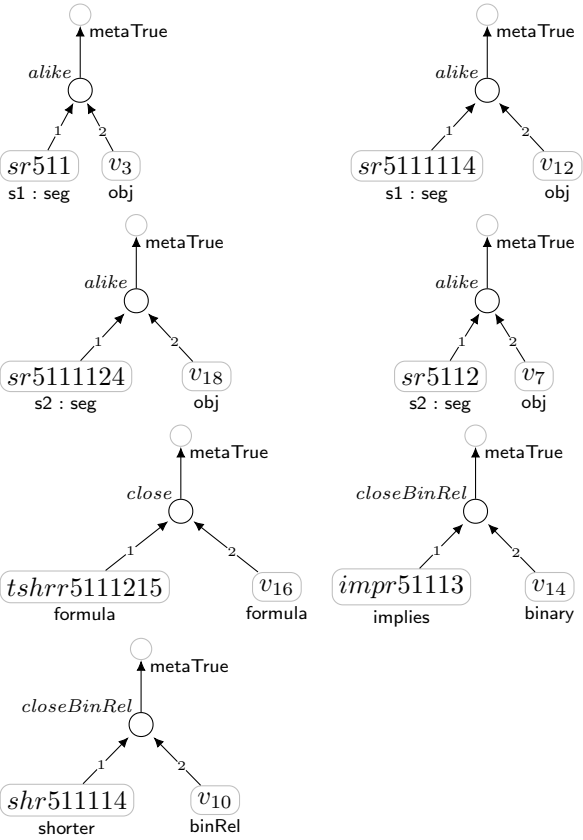 metaTrue
alike
1 2
sr511 v3
s1 : seg obj
metaTrue
alike
1 2
sr5111114 v12
s1 : seg obj
metaTrue
alike
1 2
sr5111124 v18
s2 : seg obj
metaTrue
alike
1 2
sr5112 v7
s2 : seg obj
metaTrue
close
1 2
tshrr5111215 v16
formula formula
metaTrue
closeBinRel
1 2
impr51113 v14
implies binary
metaTrue
closeBinRel
1 2
shr511114 v10
shorter binRel